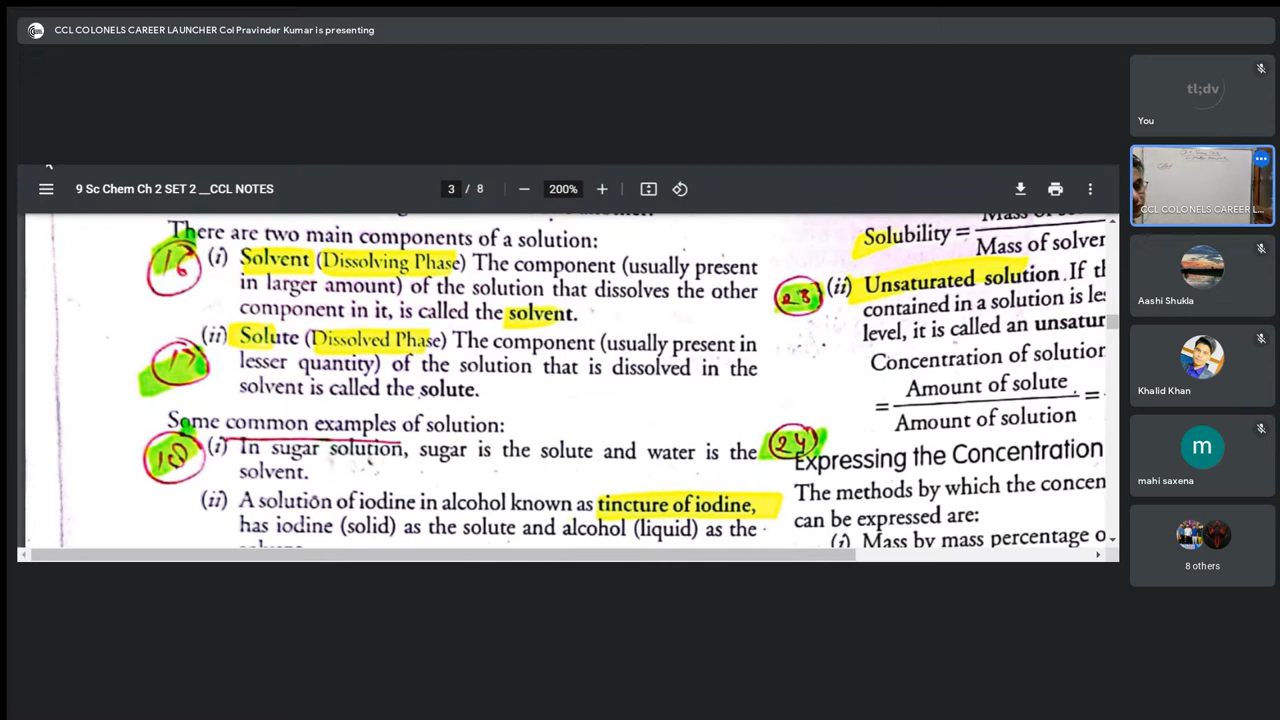 CCL COLONELS CAREER LAUNCHER Col Pravinder Kumar is presenting
9 Sc Chem Ch 2 SET 2 __CCL NOTES
3 / 8
200%
There are two main components of a solution:
16 (i) Solvent (Dissolving Phase) The component (usually present
in larger amount) of the solution that dissolves the other
component in it, is called the solvent.
17 (ii) Solute (Dissolved Phase) The component (usually present in
lesser quantity) of the solution that is dissolved in the
solvent is called the solute.
Some common examples of solution:
(i) In sugar solution, sugar is the solute and water is the
solvent.
(ii) A solution of iodine in alcohol known as tincture of iodine,
has iodine (solid) as the solute and alcohol (liquid) as the
Mass of
Solubility =
Mass of solver
23 (ii) Unsaturated solution If th
contained in a solution is les
level, it is called an unsatur
Concentration of solution
= Amount of solute =
Amount of solution
24
Expressing the Concentration
The methods by which the concen
can be expressed are:
(i) Mass by mass percentage o
tl;dv
You
CCL COLONELS CAREER L...
Aashi Shukla
Khalid Khan
m
mahi saxena
8 others